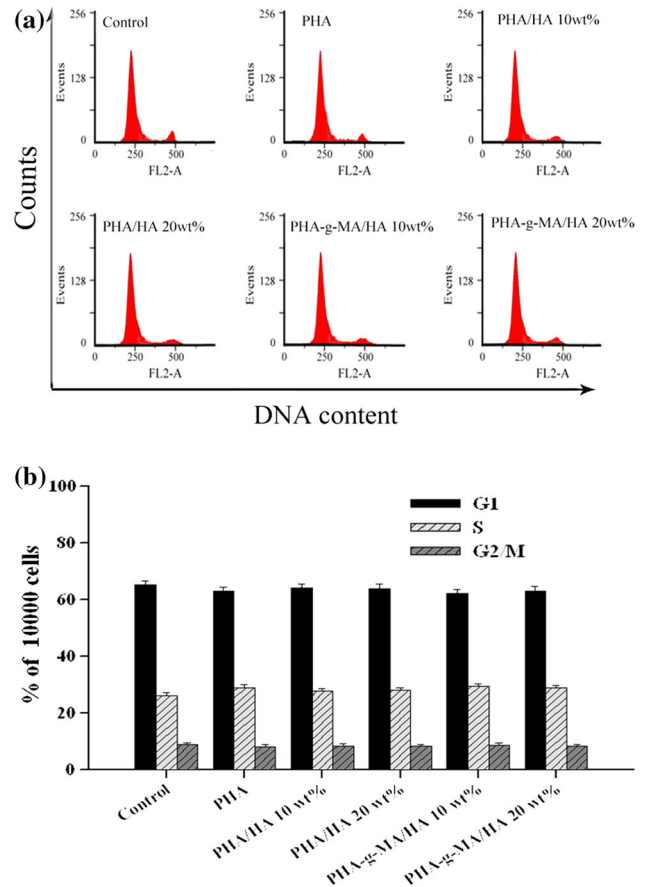 (a)
Control
256
128
0
Events
0 250 500
FL2-A
PHA
256
128
0
Events
0 250 500
FL2-A
PHA/HA 10wt%
256
128
0
Events
0 250 500
FL2-A
PHA/HA 20wt%
256
128
0
Events
0 250 500
FL2-A
PHA-g-MA/HA 10wt%
256
128
0
Events
0 250 500
FL2-A
PHA-g-MA/HA 20wt%
256
128
0
Events
0 250 500
FL2-A
Counts
DNA content
(b)
100
80
60
40
20
0
% of 10000 cells
G1
S
G2/M
Control
PHA
PHA/HA 10 wt%
PHA/HA 20 wt%
PHA-g-MA/HA 10 wt%
PHA-g-MA/HA 20 wt%